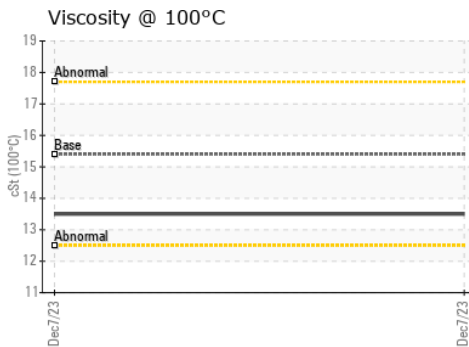 Viscosity @ 100°C
19
18
Abnormal
17
16
Base
15
14
13
Abnormal
12
11
cSt (100°C)
Dec7/23
Dec7/23